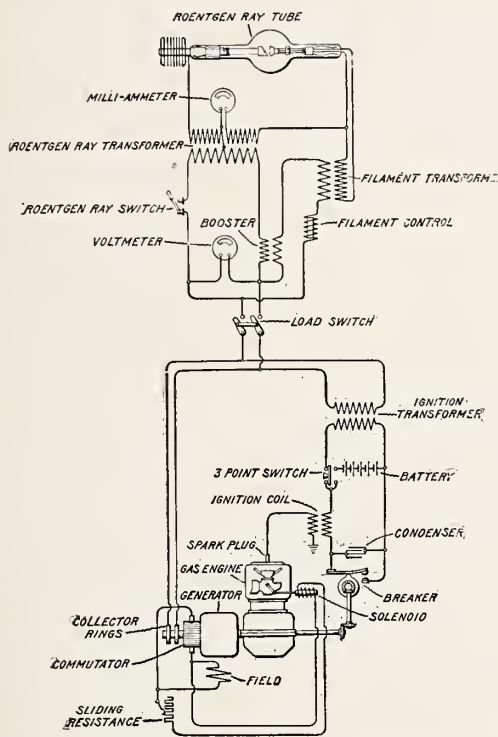 ROENTGEN RAY TUBE
MILLI-AMMETER
ROENTGEN RAY TRANSFORMER
FILAMENT TRANSFORME
ROENTGEN RAY SWITCH
BOOSTER
FILAMENT CONTROL
VOLTMETER
LOAD SWITCH
IGNITION
TRANSFORMER
3 POINT SWITCH
BATTERY
IGNITION COIL
CONDENSER
SPARK PLUG
GAS ENGINE
BREAKER
GENERATOR
SOLENOID
COLLECTOR
RINGS
COMMUTATOR
FIELD
SLIDING
RESISTANCE